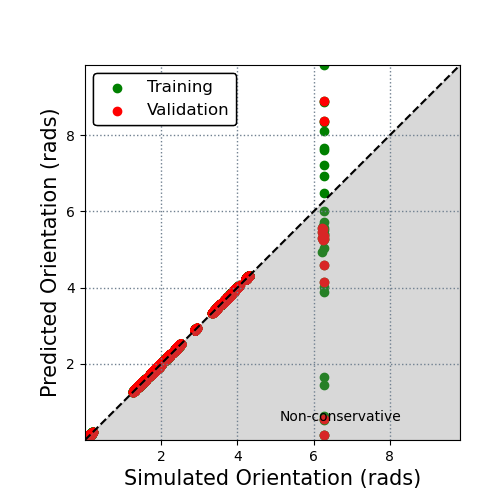 Training
Validation
Predicted Orientation (rads)
8
6
4
2
Non-conservative
2
4
6
8
Simulated Orientation (rads)